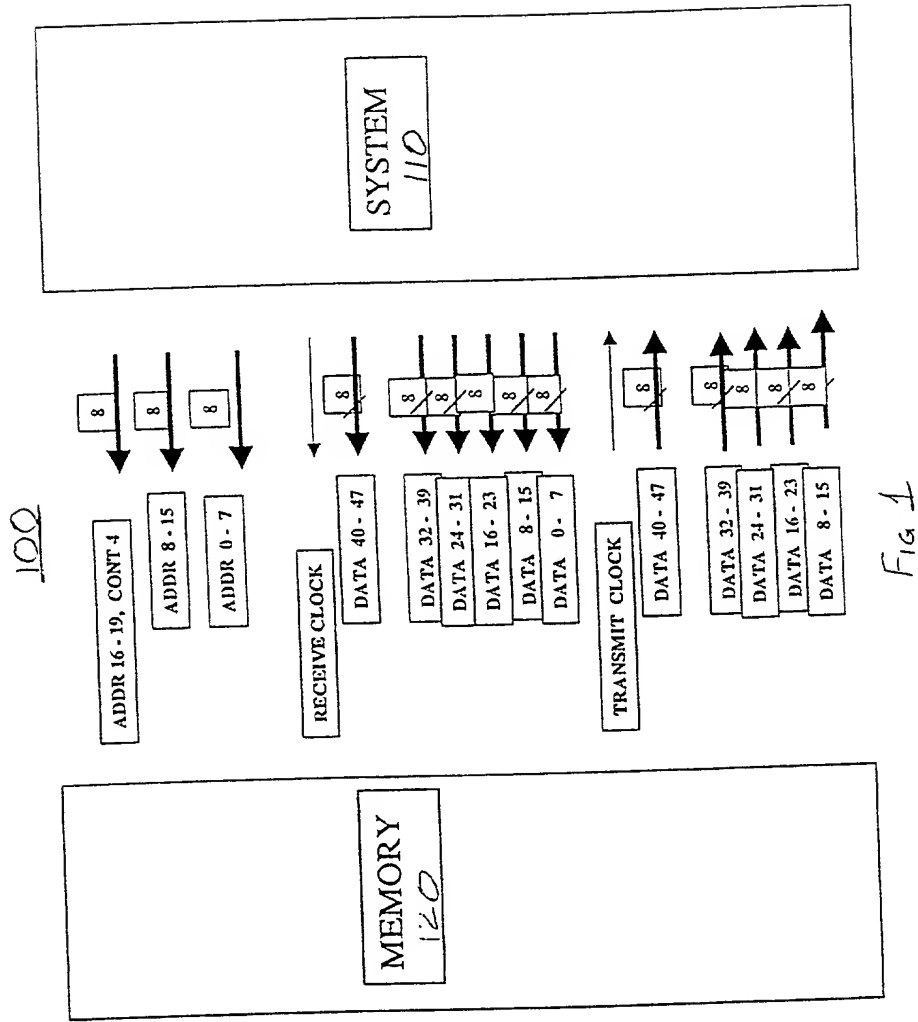 100
ADDR 16 - 19, CONT 4
8
ADDR 8 - 15
8
ADDR 0 - 7
8
RECEIVE CLOCK
DATA 40 - 47
8
MEMORY
120
SYSTEM
110
DATA 32 - 39
8
DATA 24 - 31
8
DATA 16 - 23
8
DATA 8 - 15
8
DATA 0 - 7
8
TRANSMIT CLOCK
DATA 40 - 47
8
DATA 32 - 39
8
DATA 24 - 31
8
DATA 16 - 23
8
DATA 8 - 15
8
FIG 1